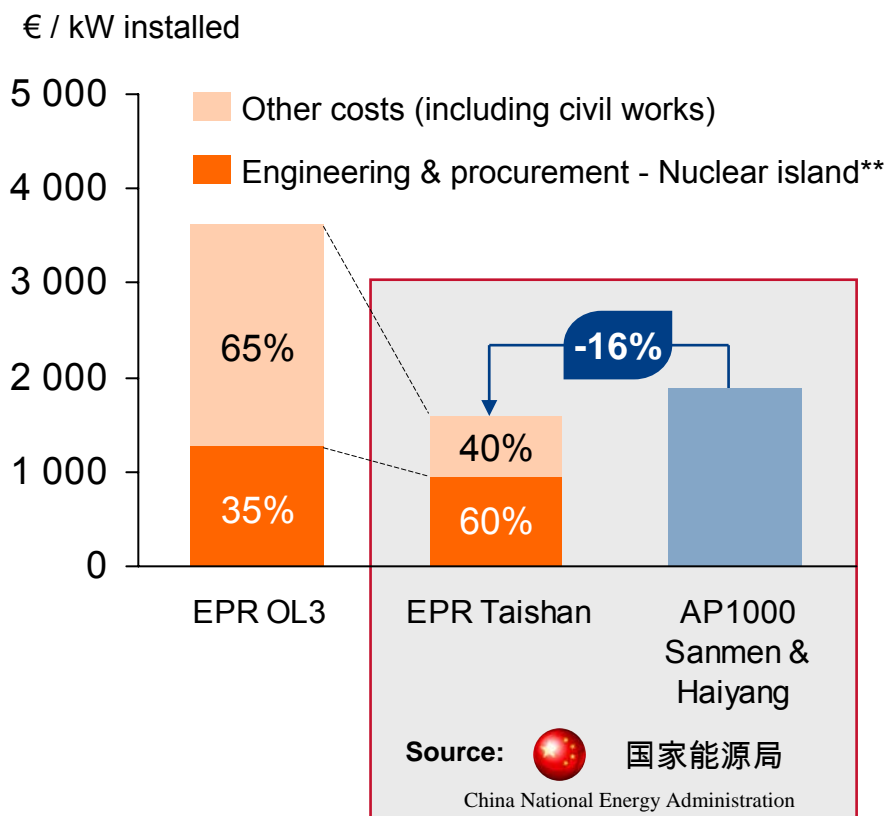 € / kW installed
5 000
4 000
3 000
2 000
1 000
0
Other costs (including civil works)
Engineering & procurement - Nuclear island**
65%
35%
40%
60%
-16%
EPR OL3
EPR Taishan
AP1000
Sanmen &
Haiyang
Source:
国家能源局
China National Energy Administration